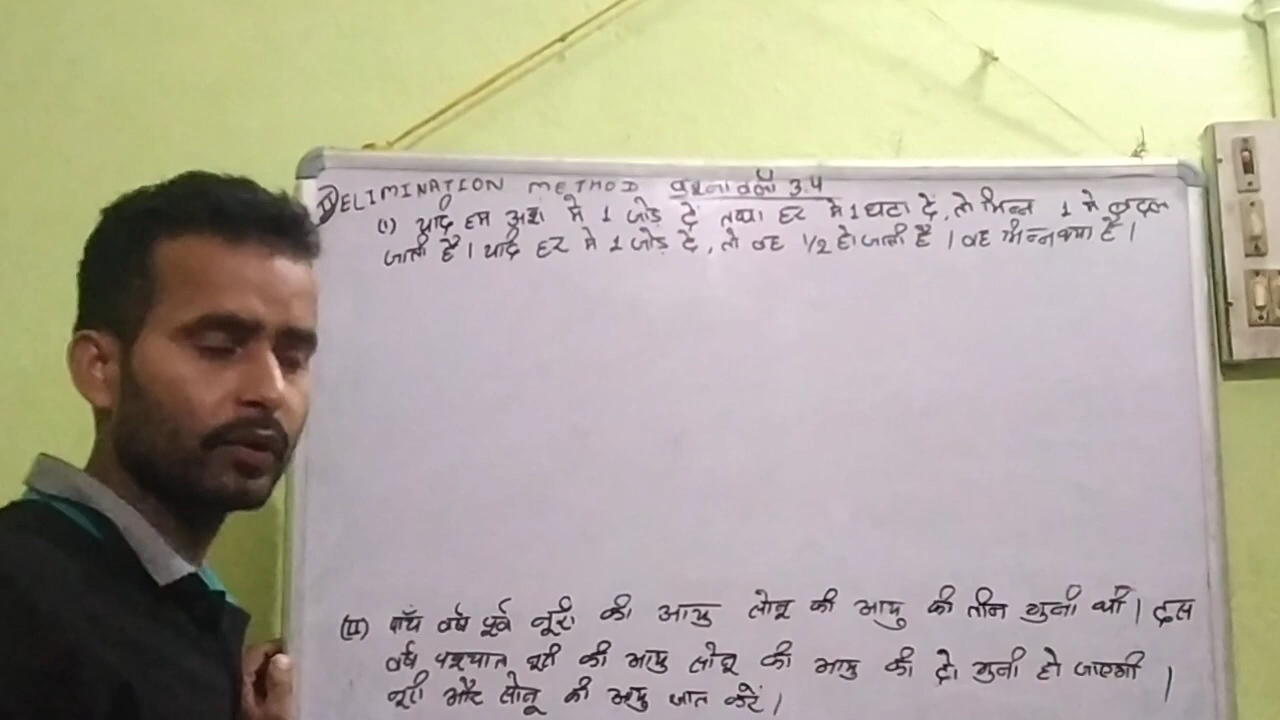 ELIMINATION METHOD प्रश्नावली 3.4
(i) यदि हम अंश मे 1 जोड़ दें तथा हर मे 1 घटा दें, तो भिन्न 1 मे बदल
जाती है। यदि हर मे 1 जोड़ दें, तो वह 1/2 हो जाती है । वह भिन्न क्या है।
(II) पाँच वर्ष पूर्व नूरी की आयु सोनू की आयु की तीन गुनी थी। दस
वर्ष पश्चात नूरी की आयु सोनू की आयु की दो गुनी हो जाएगी ।
नूरी और सोनू की आयु ज्ञात करें।